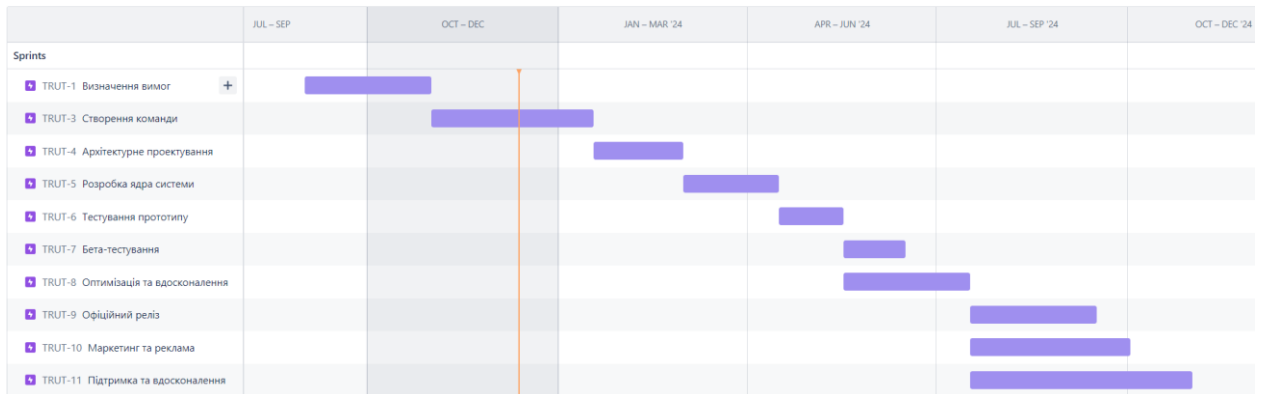 JUL – SEP OCT – DEC JAN – MAR '24 APR – JUN '24 JUL – SEP '24 OCT – DEC '24
Sprints
TRUT-1 Визначення вимог +
TRUT-3 Створення команди
TRUT-4 Архітектурне проектування
TRUT-5 Розробка ядра системи
TRUT-6 Тестування прототипу
TRUT-7 Бета-тестування
TRUT-8 Оптимізація та вдосконалення
TRUT-9 Офіційний реліз
TRUT-10 Маркетинг та реклама
TRUT-11 Підтримка та вдосконалення